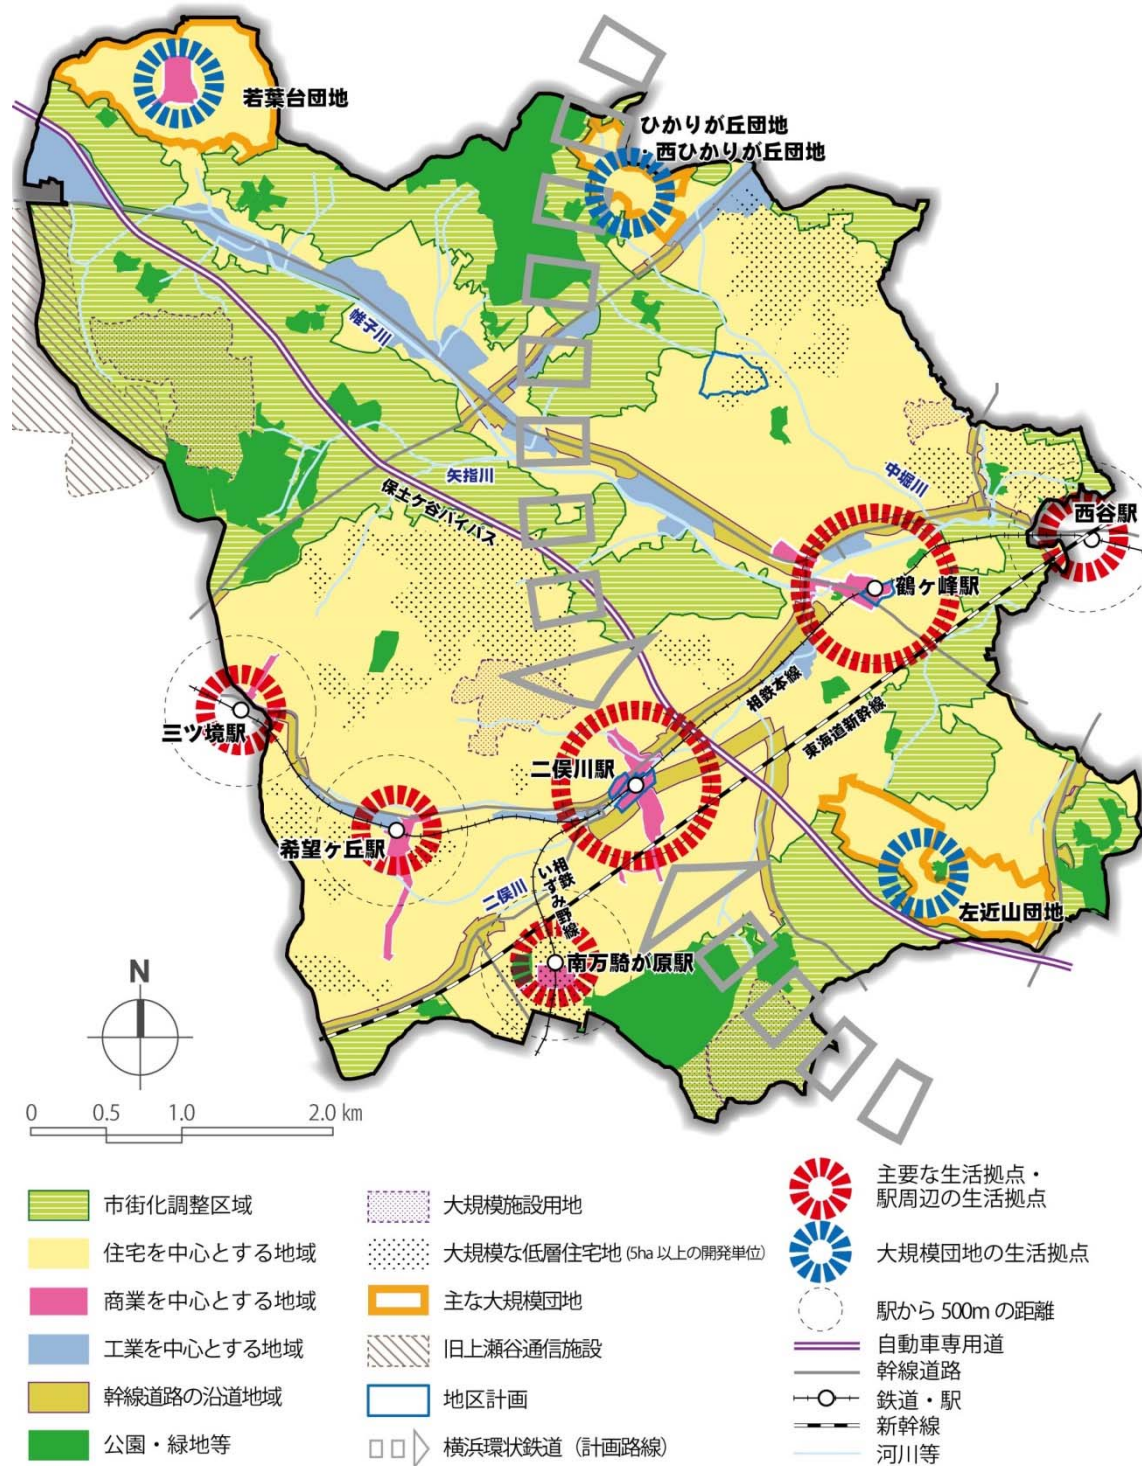 若葉台団地
ひかりが丘団地
・西ひかりが丘団地
帷子川
矢指川
保土ケ谷バイパス
中堀川
西谷駅
鶴ヶ峰駅
相鉄本線
東海道新幹線
三ツ境駅
二俣川駅
希望ヶ丘駅
二俣川
相鉄
いずみ野線
左近山団地
南万騎が原駅
N
0 0.5 1.0 2.0 km
市街化調整区域
住宅を中心とする地域
商業を中心とする地域
工業を中心とする地域
幹線道路の沿道地域
公園・緑地等
大規模施設用地
大規模な低層住宅地 (5ha 以上の開発単位)
主な大規模団地
旧上瀬谷通信施設
地区計画
横浜環状鉄道（計画路線）
主要な生活拠点・
駅周辺の生活拠点
大規模団地の生活拠点
駅から 500m の距離
自動車専用道
幹線道路
鉄道・駅
新幹線
河川等